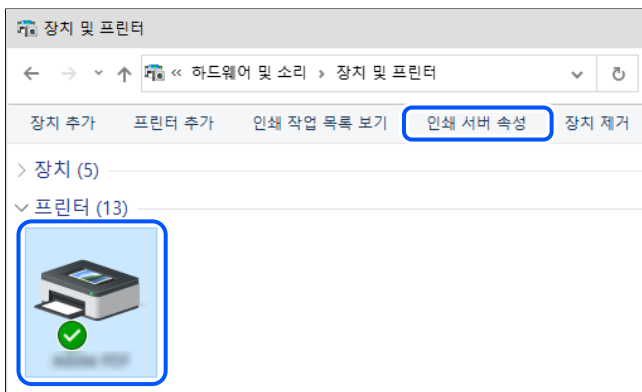 장치 및 프린터
« 하드웨어 및 소리 › 장치 및 프린터
장치 추가 프린터 추가 인쇄 작업 목록 보기 인쇄 서버 속성 장치 제거
장치 (5)
프린터 (13)